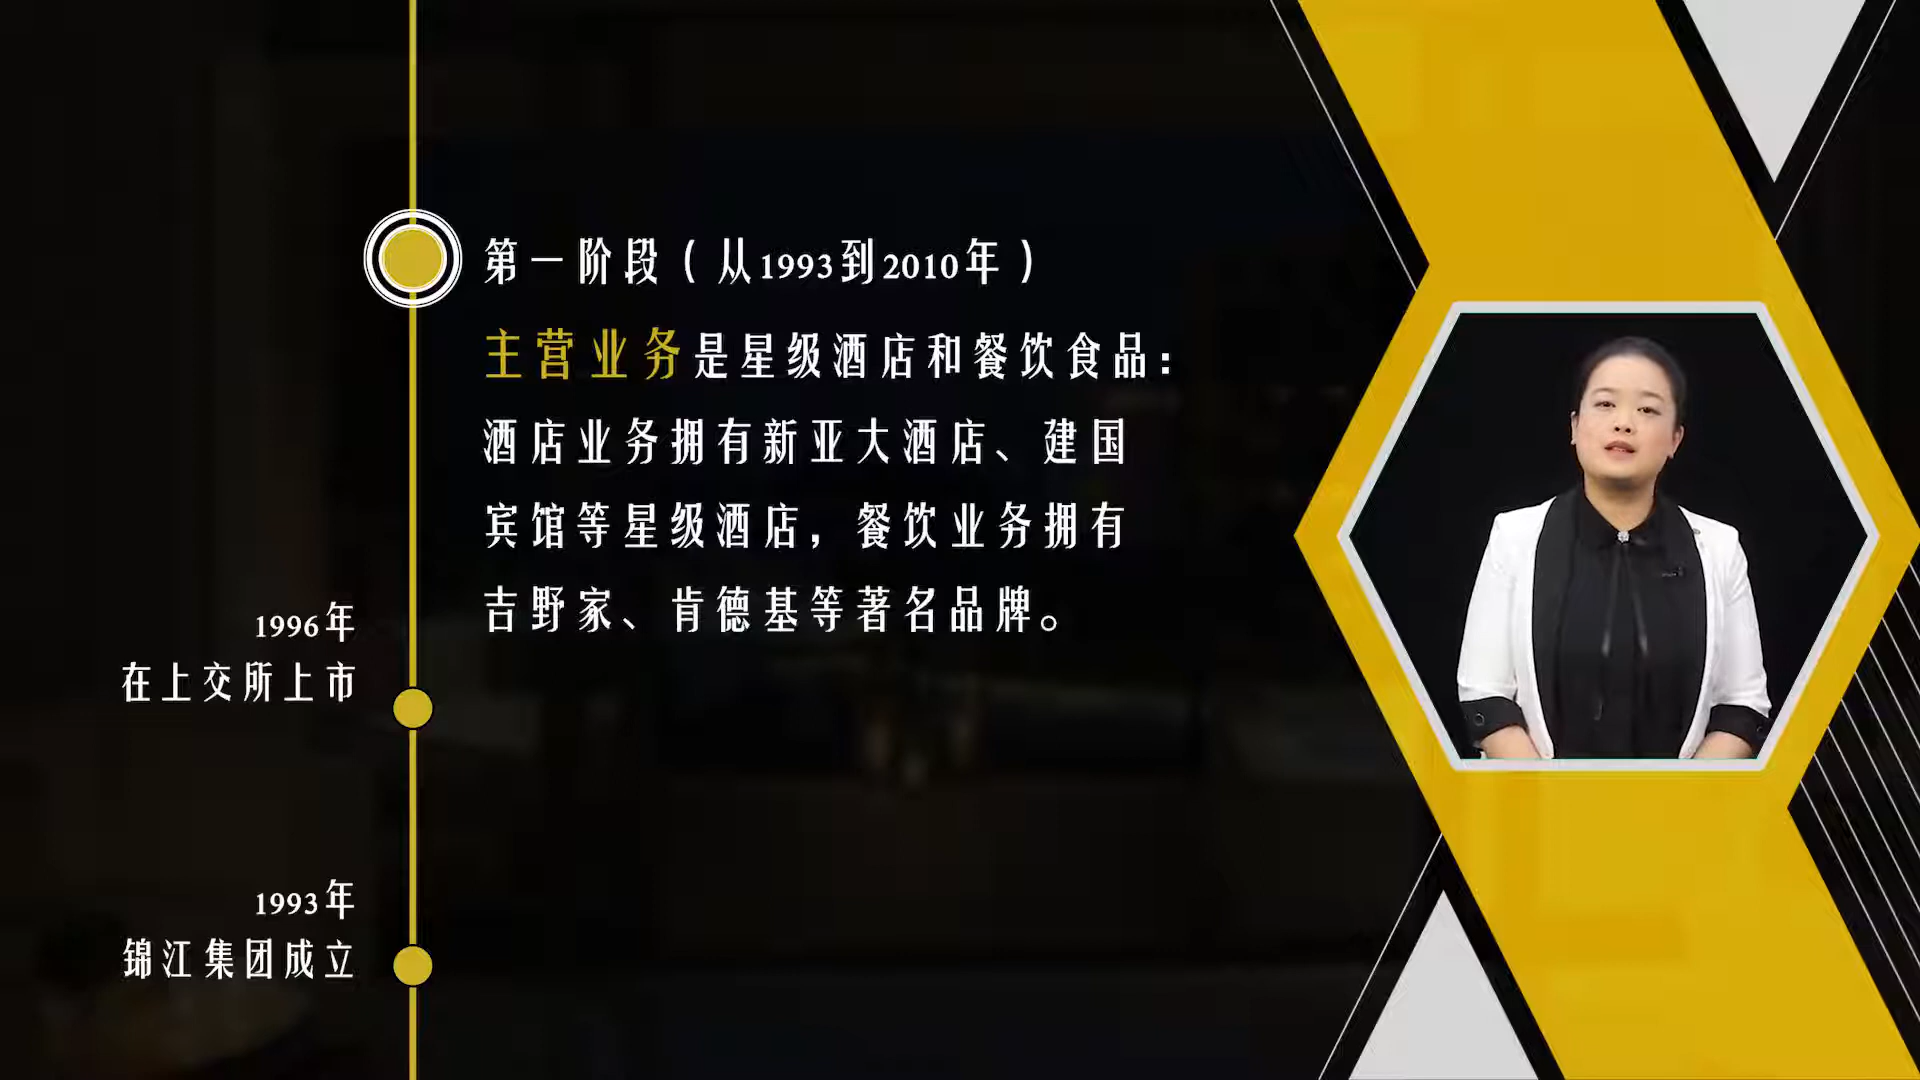 第一阶段（从1993到2010年）
主营业务是星级酒店和餐饮食品：
酒店业务拥有新亚大酒店、建国
宾馆等星级酒店，餐饮业务拥有
吉野家、肯德基等著名品牌。
1996年
在上交所上市
1993年
锦江集团成立